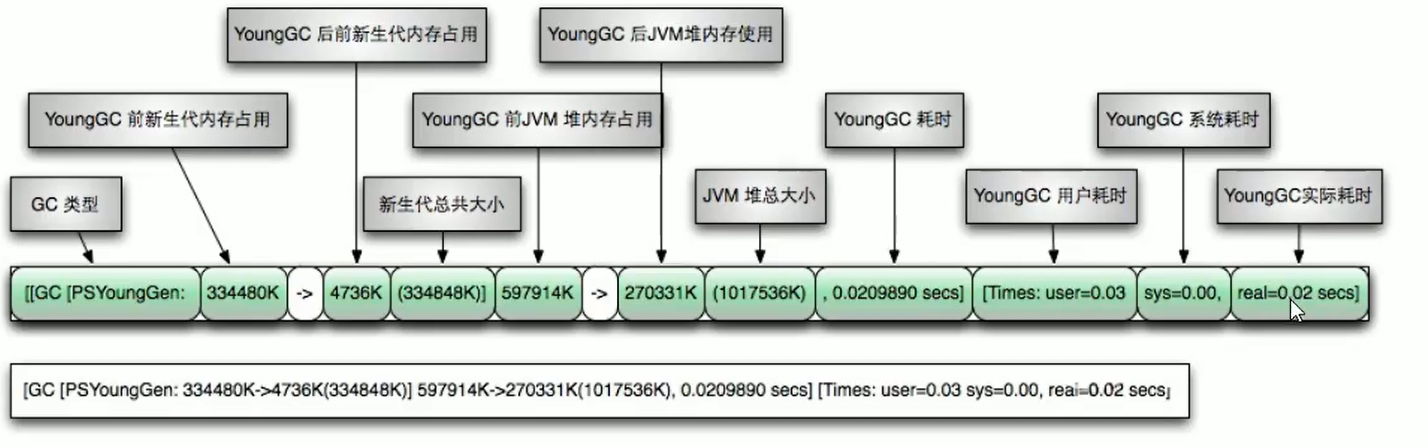 YoungGC 后前新生代内存占用
YoungGC 后JVM堆内存使用
YoungGC 前新生代内存占用
YoungGC 前JVM 堆内存占用
YoungGC 耗时
YoungGC 系统耗时
GC 类型
新生代总共大小
JVM 堆总大小
YoungGC 用户耗时
YoungGC实际耗时
[[GC [PSYoungGen: 334480K -> 4736K (334848K)] 597914K -> 270331K (1017536K) , 0.0209890 secs] [Times: user=0.03 sys=0.00, real=0.02 secs]
[GC [PSYoungGen: 334480K->4736K(334848K)] 597914K->270331K(1017536K), 0.0209890 secs] [Times: user=0.03 sys=0.00, real=0.02 secs]